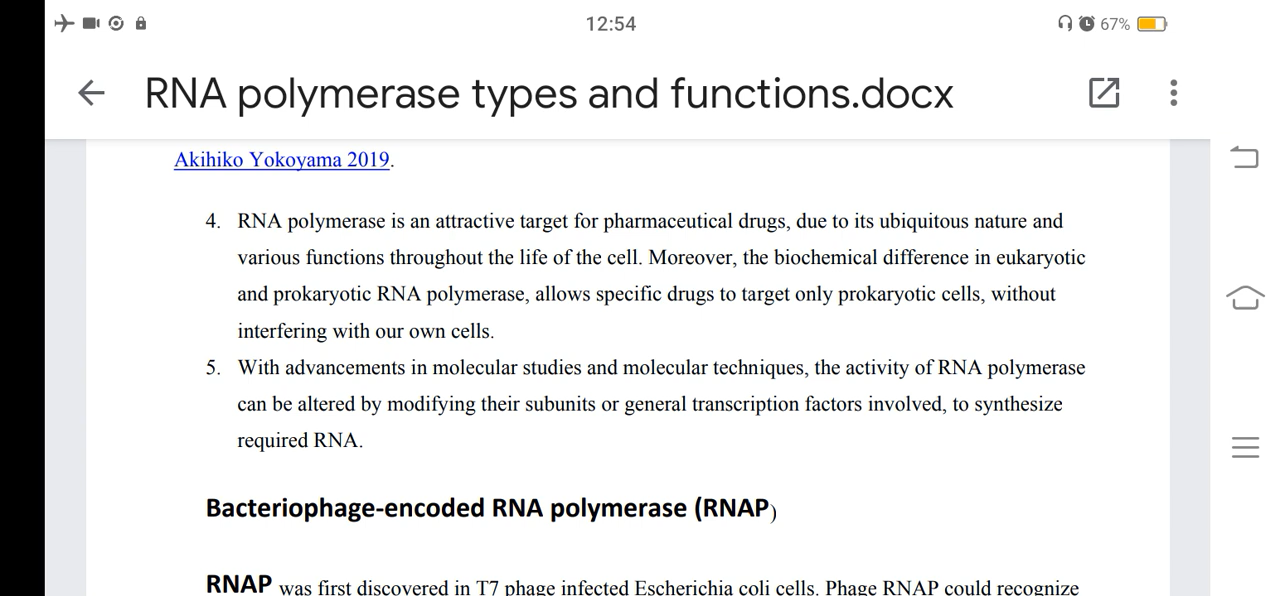 12:54
67%
RNA polymerase types and functions.docx
Akihiko Yokoyama 2019.
4. RNA polymerase is an attractive target for pharmaceutical drugs, due to its ubiquitous nature and
various functions throughout the life of the cell. Moreover, the biochemical difference in eukaryotic
and prokaryotic RNA polymerase, allows specific drugs to target only prokaryotic cells, without
interfering with our own cells.
5. With advancements in molecular studies and molecular techniques, the activity of RNA polymerase
can be altered by modifying their subunits or general transcription factors involved, to synthesize
required RNA.
Bacteriophage-encoded RNA polymerase (RNAP)
RNAP was first discovered in T7 phage infected Escherichia coli cells. Phage RNAP could recognize